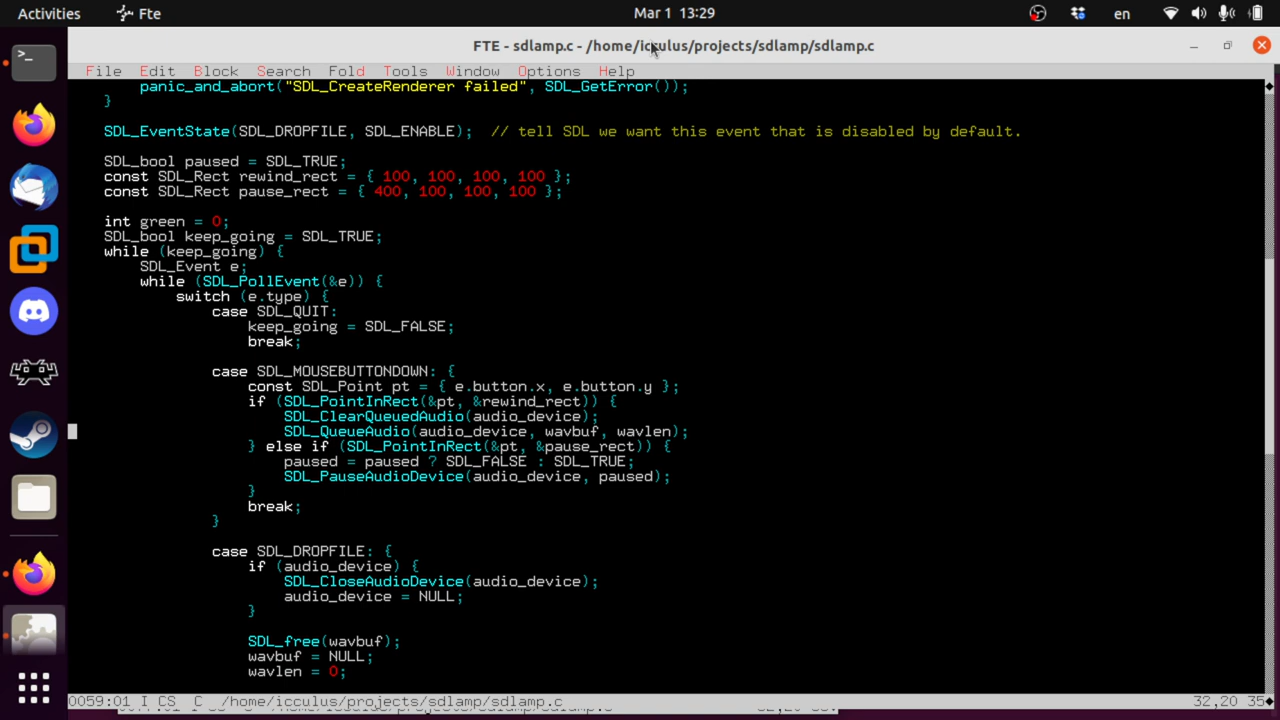 Activities
Fte
Mar 1 13:29
en
FTE - sdlamp.c - /home/icculus/projects/sdlamp/sdlamp.c
File Edit Block Search Fold Tools Window Options Help
panic_and_abort("SDL_CreateRenderer failed", SDL_GetError());
}
SDL_EventState(SDL_DROPFILE, SDL_ENABLE);  // tell SDL we want this event that is disabled by default.
SDL_bool paused = SDL_TRUE;
const SDL_Rect rewind_rect = { 100, 100, 100, 100 };
const SDL_Rect pause_rect = { 400, 100, 100, 100 };
int green = 0;
SDL_bool keep_going = SDL_TRUE;
while (keep_going) {
SDL_Event e;
while (SDL_PollEvent(&e)) {
switch (e.type) {
case SDL_QUIT:
keep_going = SDL_FALSE;
break;
case SDL_MOUSEBUTTONDOWN: {
const SDL_Point pt = { e.button.x, e.button.y };
if (SDL_PointInRect(&pt, &rewind_rect)) {
SDL_ClearQueuedAudio(audio_device);
SDL_QueueAudio(audio_device, wavbuf, wavlen);
} else if (SDL_PointInRect(&pt, &pause_rect)) {
paused = paused ? SDL_FALSE : SDL_TRUE;
SDL_PauseAudioDevice(audio_device, paused);
}
break;
}
case SDL_DROPFILE: {
if (audio_device) {
SDL_CloseAudioDevice(audio_device);
audio_device = NULL;
}
SDL_free(wavbuf);
wavbuf = NULL;
wavlen = 0;
0059:01 I CS  C  /home/icculus/projects/sdlamp/sdlamp.c 32,20 35